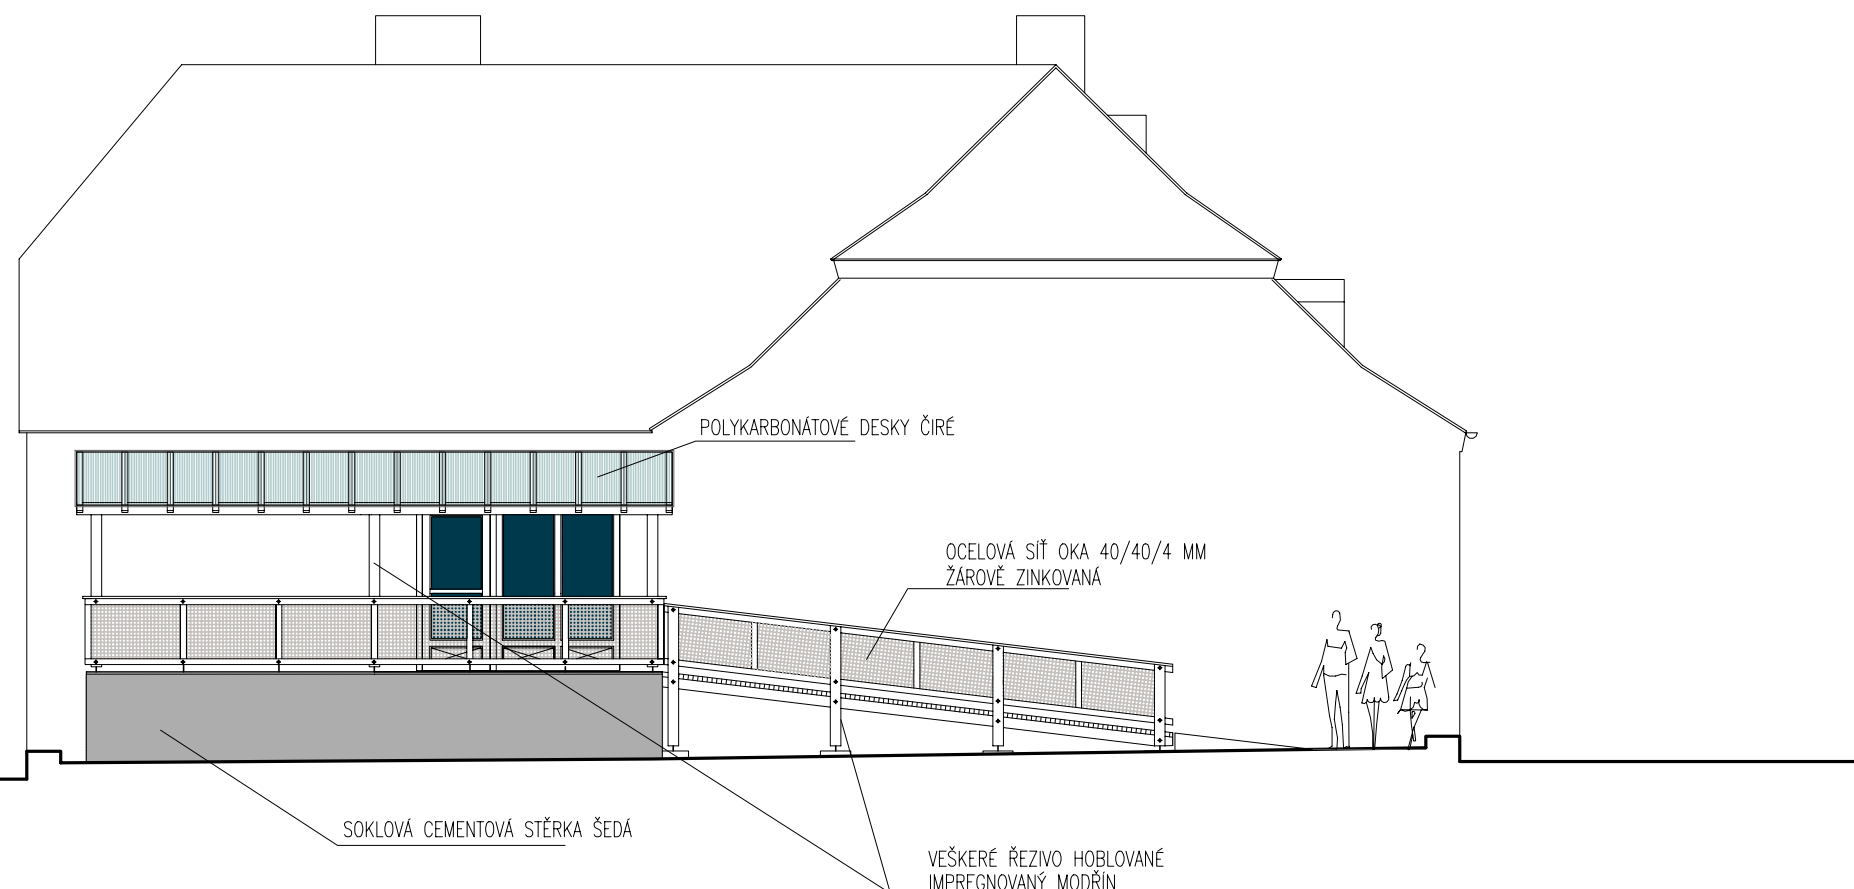 POLYKARBONÁTOVÉ DESKY ČIRÉ
OCELOVÁ SÍŤ OKA 40/40/4 MM
ŽÁROVĚ ZINKOVANÁ
SOKLOVÁ CEMENTOVÁ STĚRKA ŠEDÁ
VEŠKERÉ ŘEZIVO HOBLOVANÉ
IMPREGNOVANÝ MODŘÍN